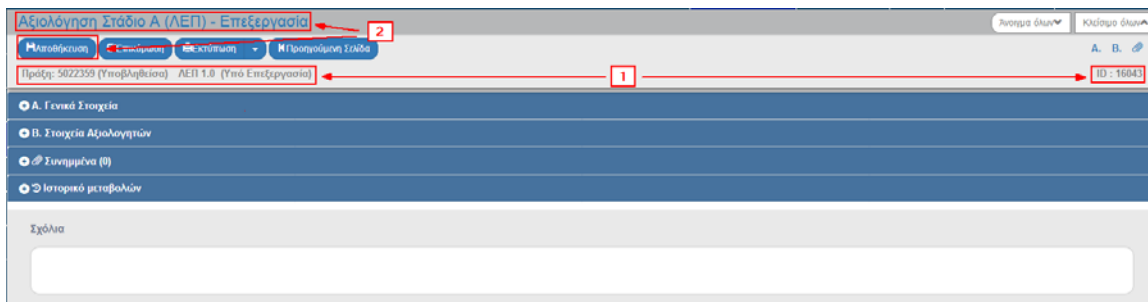 Αξιολόγηση Στάδιο Α (ΛΕΠ) - Επεξεργασία
2
Άνοιγμα όλων
Κλείσιμο όλων
Αποθήκευση
Επικύρωση
Εκτύπωση
Προηγούμενη Σελίδα
Α. Β.
Πράξη: 5022359 (Υποβληθείσα) ΛΕΠ 1.0 (Υπό Επεξεργασία)
1
ID : 16043
Α. Γενικά Στοιχεία
Β. Στοιχεία Αξιολογητών
Συνημμένα (0)
Ιστορικό μεταβολών
Σχόλια